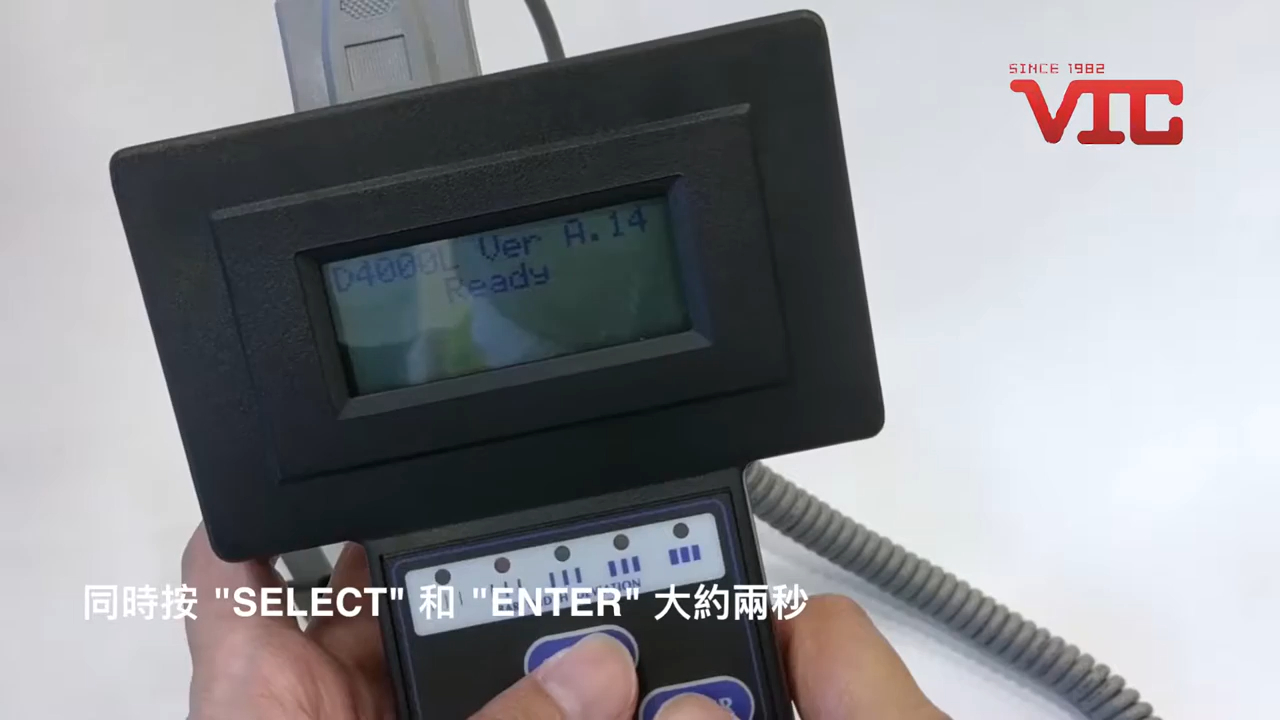 SINCE 1982
VIC
D4000L Ver A.14
Ready
同時按 "SELECT" 和 "ENTER" 大約兩秒